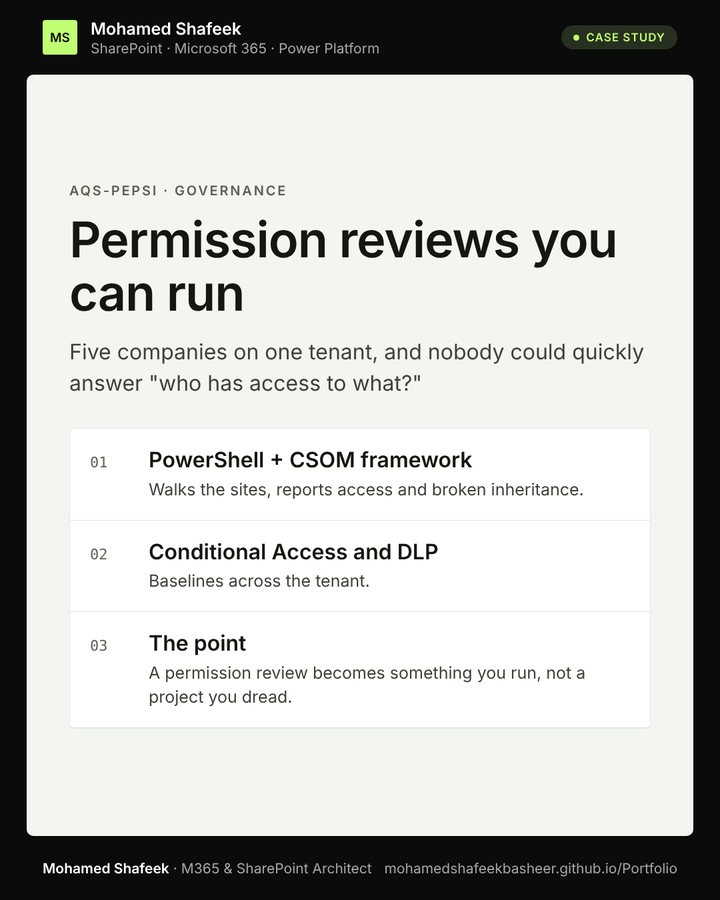 MS
Mohamed Shafeek
SharePoint · Microsoft 365 · Power Platform
CASE STUDY
AQS-PEPSI · GOVERNANCE
Permission reviews you
can run
Five companies on one tenant, and nobody could quickly
answer "who has access to what?"
01
PowerShell + CSOM framework
Walks the sites, reports access and broken inheritance.
02
Conditional Access and DLP
Baselines across the tenant.
03
The point
A permission review becomes something you run, not a
project you dread.
Mohamed Shafeek · M365 & SharePoint Architect
mohamedshafeekbasheer.github.io/Portfolio